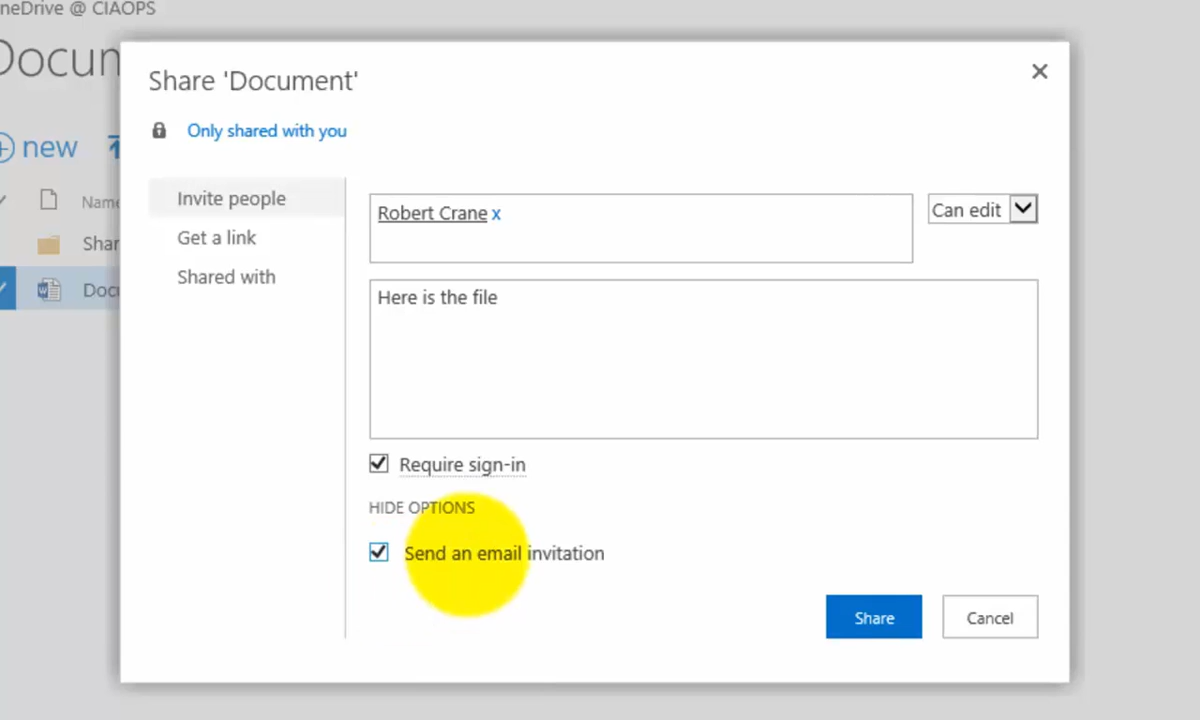 neDrive @ CIAOPS
Docum
new
Name
Shar
Docu
Share 'Document'
Only shared with you
Invite people
Get a link
Shared with
Robert Crane x
Can edit
Here is the file
Require sign-in
HIDE OPTIONS
Send an email invitation
Share
Cancel